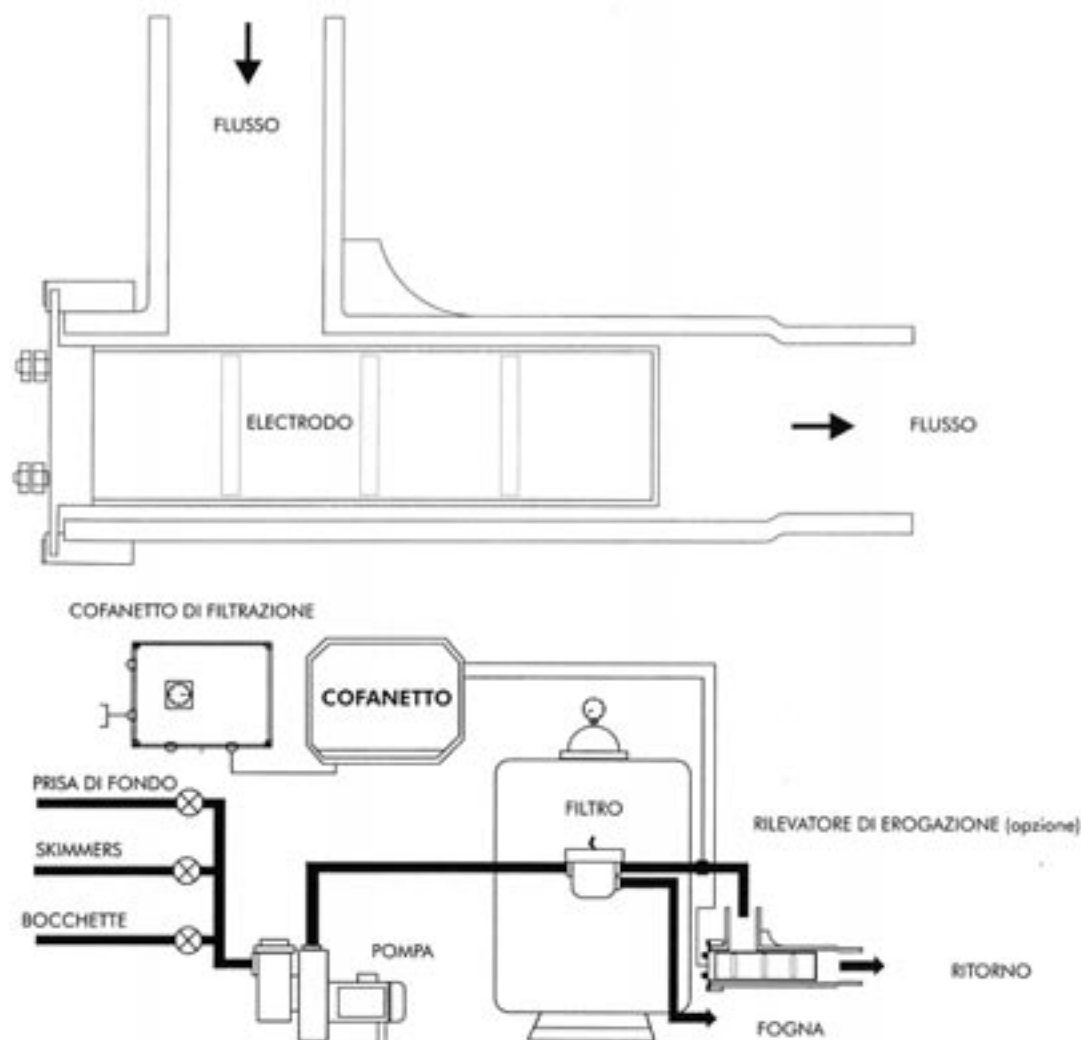 FLUSSO
ELECTRODO
FLUSSO
COFANETTO DI FILTRAZIONE
COFANETTO
PRISA DI FONDO
FILTRO
RILEVATORE DI EROGAZIONE (opzione)
SKIMMERS
BOCCHETTE
POMPA
RITORNO
FOGNA